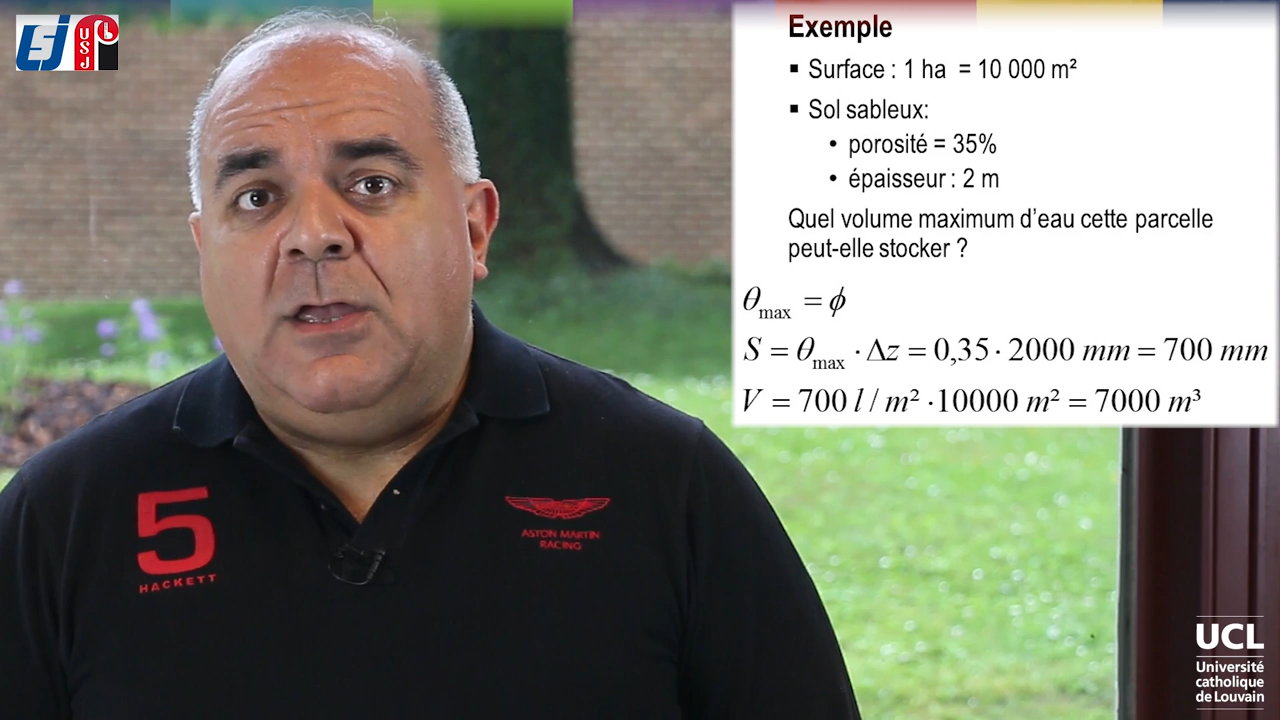 USJ
Exemple
▪ Surface : 1 ha = 10 000 m²
▪ Sol sableux:
• porosité = 35%
• épaisseur : 2 m
Quel volume maximum d'eau cette parcelle
peut-elle stocker ?
θmax = ϕ
S = θmax · Δz = 0,35 · 2000 mm = 700 mm
V = 700 l / m² · 10000 m² = 7000 m³
5
HACKETT
ASTON MARTIN
RACING
UCL
Université
catholique
de Louvain